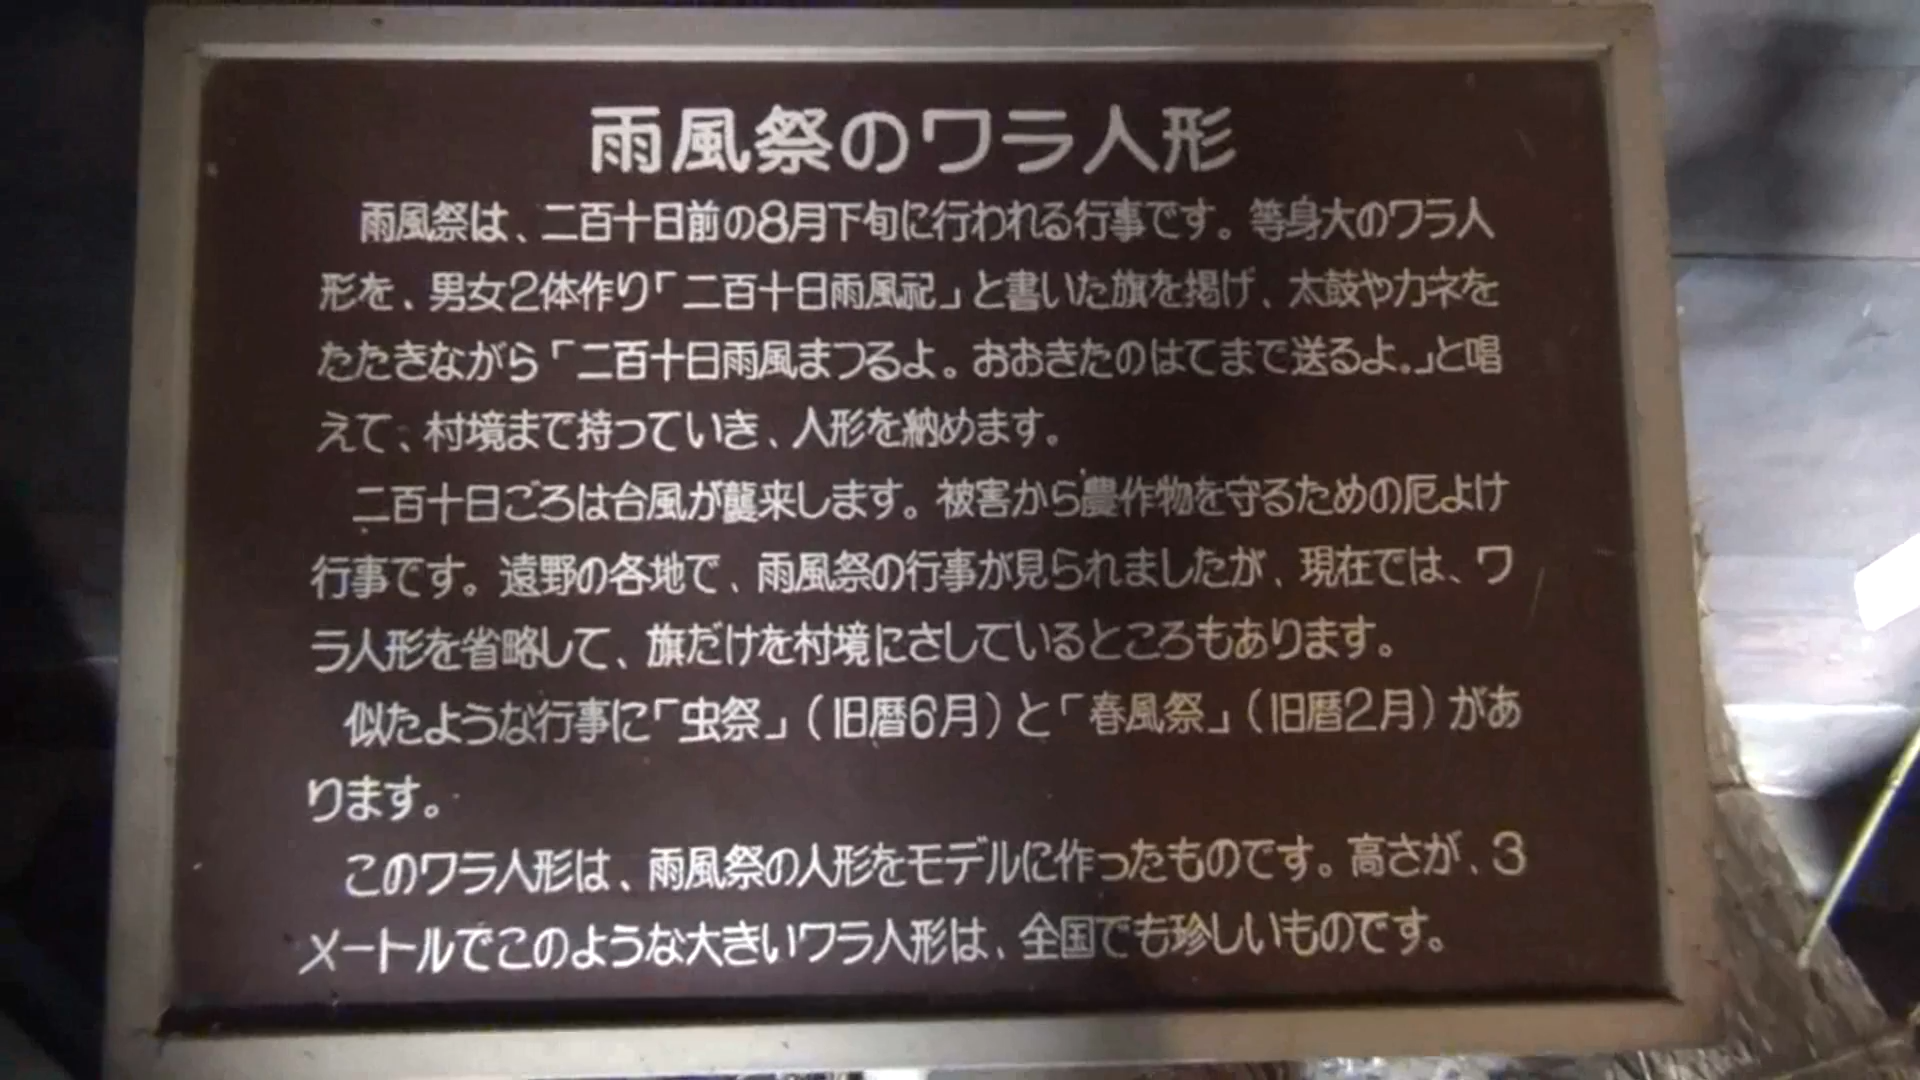 雨風祭のワラ人形
雨風祭は、二百十日前の8月下旬に行われる行事です。等身大のワラ人
形を、男女2体作り「二百十日雨風祀」と書いた旗を掲げ、太鼓やカネを
たたきながら「二百十日雨風まつるよ。おおきたのはてまで送るよ。」と唱
えて、村境まで持っていき、人形を納めます。
二百十日ごろは台風が襲来します。被害から農作物を守るための厄よけ
行事です。遠野の各地で、雨風祭の行事が見られましたが、現在では、ワ
ラ人形を省略して、旗だけを村境にさしているところもあります。
似たような行事に「虫祭」(旧暦6月)と「春風祭」(旧暦2月)があ
ります。
このワラ人形は、雨風祭の人形をモデルに作ったものです。高さが、3
メートルでこのような大きいワラ人形は、全国でも珍しいものです。